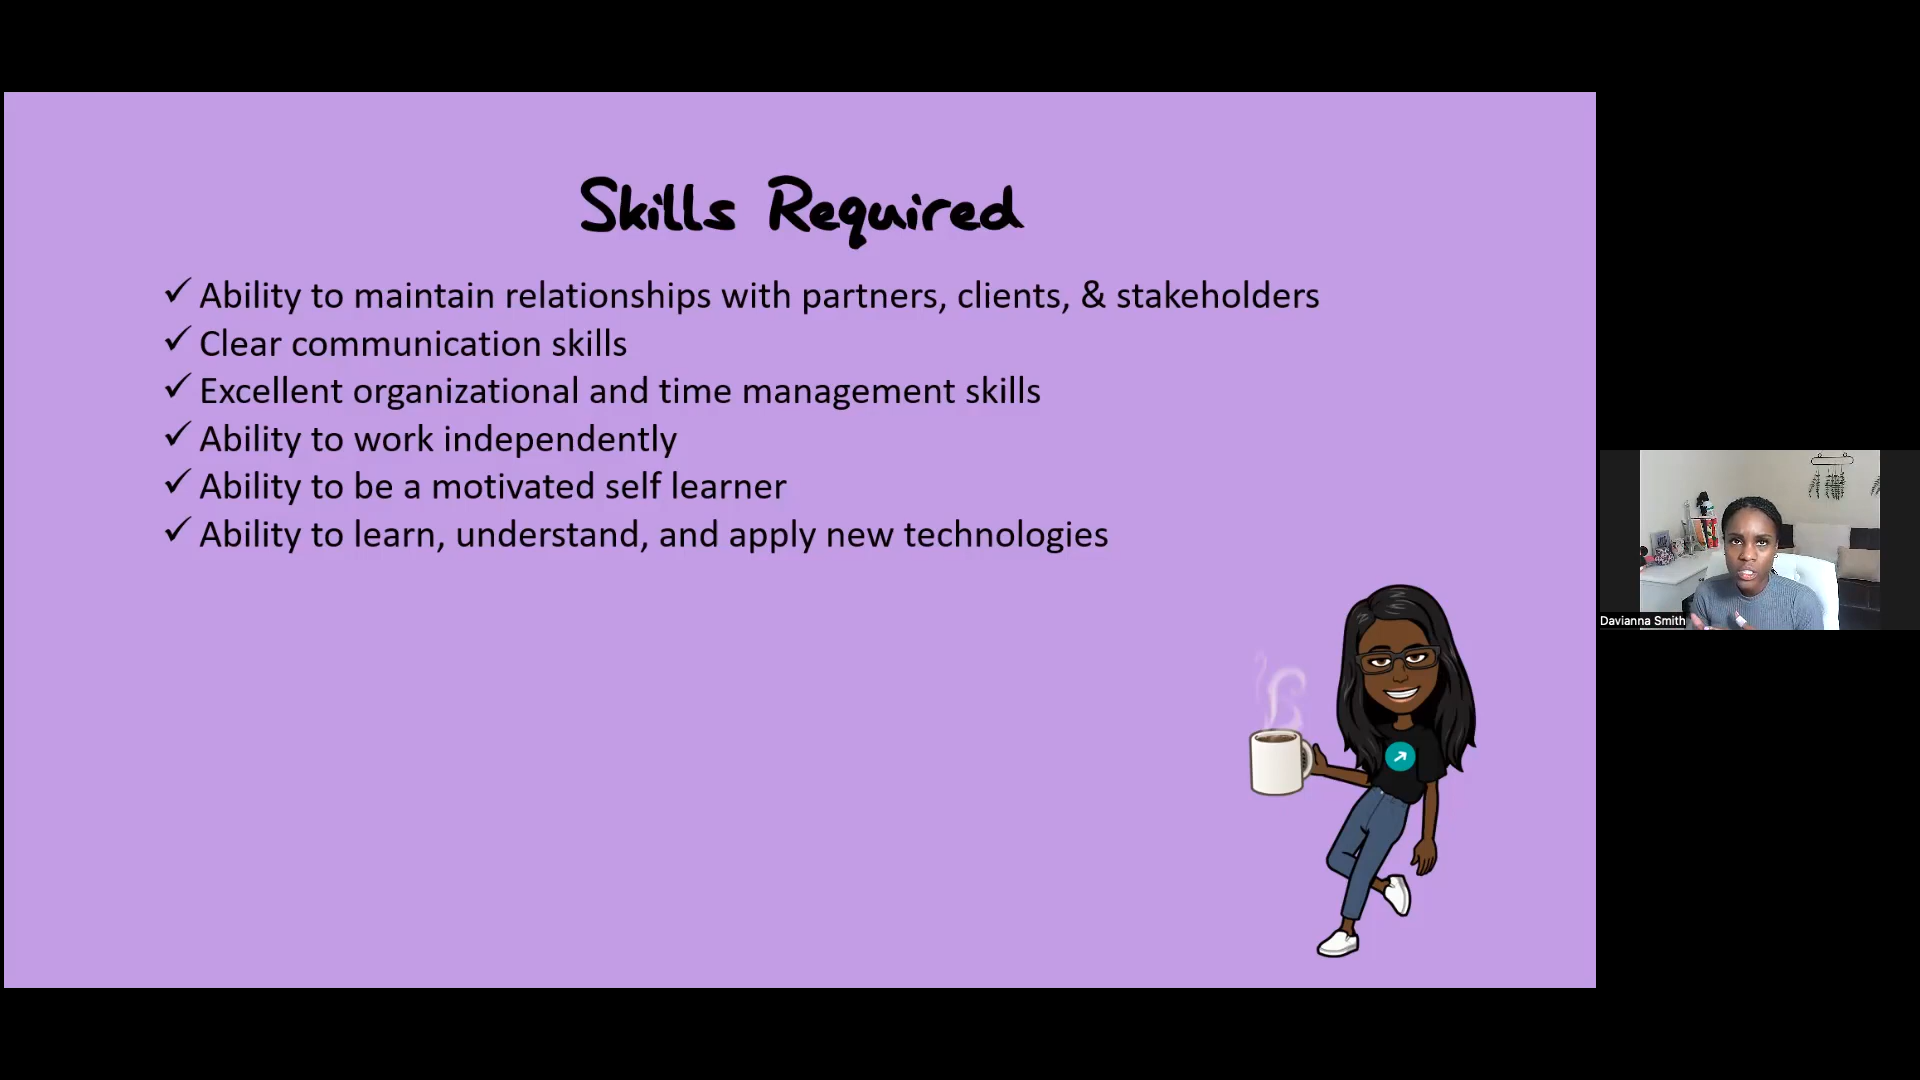 Skills Required
✓ Ability to maintain relationships with partners, clients, & stakeholders
✓ Clear communication skills
✓ Excellent organizational and time management skills
✓ Ability to work independently
✓ Ability to be a motivated self learner
✓ Ability to learn, understand, and apply new technologies
Davianna Smith